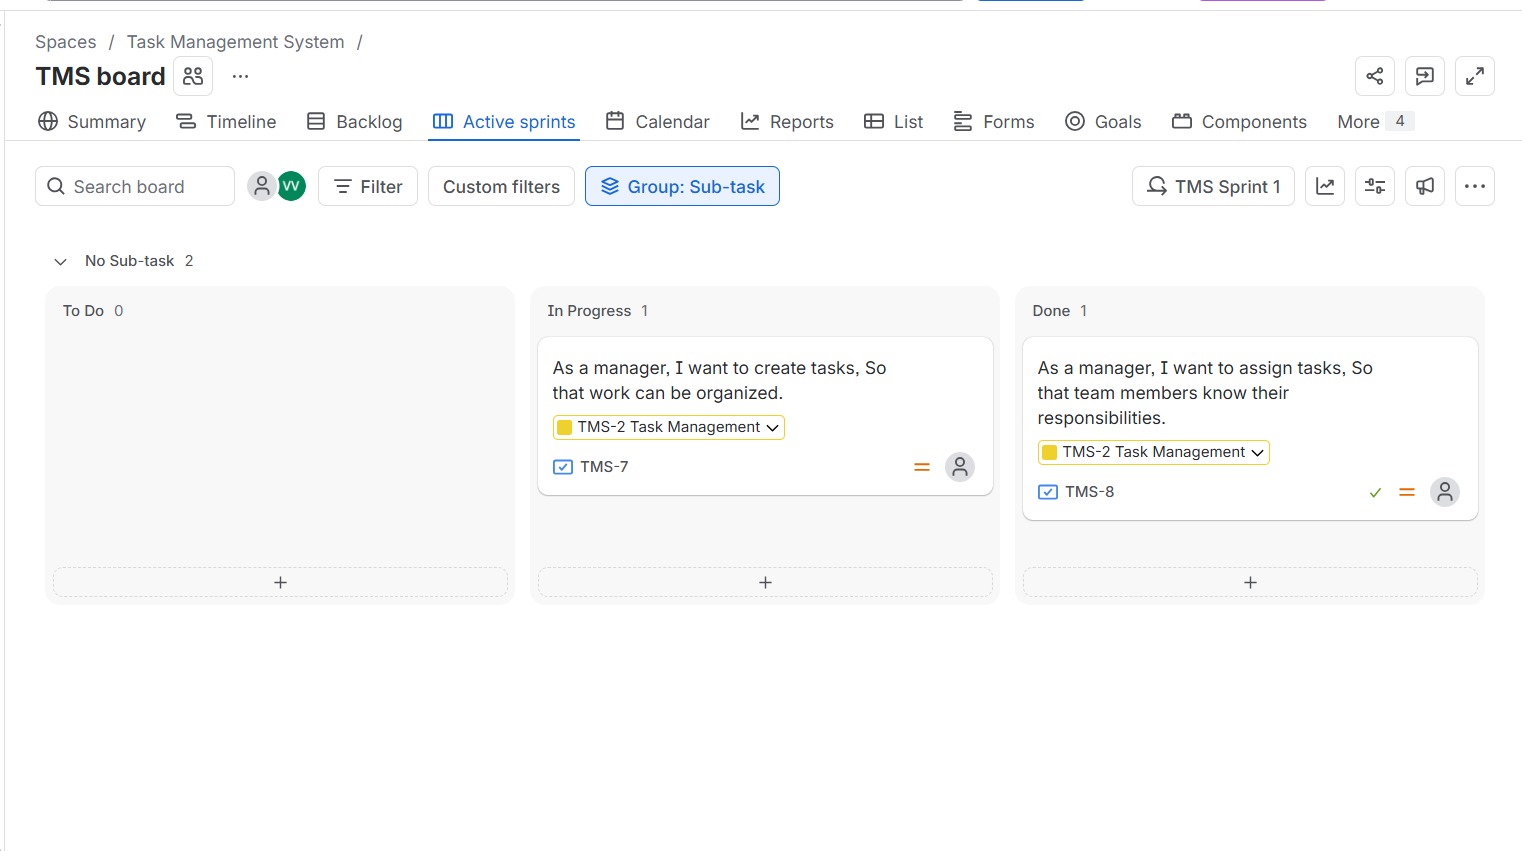 Spaces / Task Management System /
TMS board
Summary Timeline Backlog Active sprints Calendar Reports List Forms Goals Components More 4
Search board VV Filter Custom filters Group: Sub-task TMS Sprint 1
No Sub-task 2
To Do 0
In Progress 1
As a manager, I want to create tasks, So
that work can be organized.
TMS-2 Task Management
TMS-7
Done 1
As a manager, I want to assign tasks, So
that team members know their
responsibilities.
TMS-2 Task Management
TMS-8